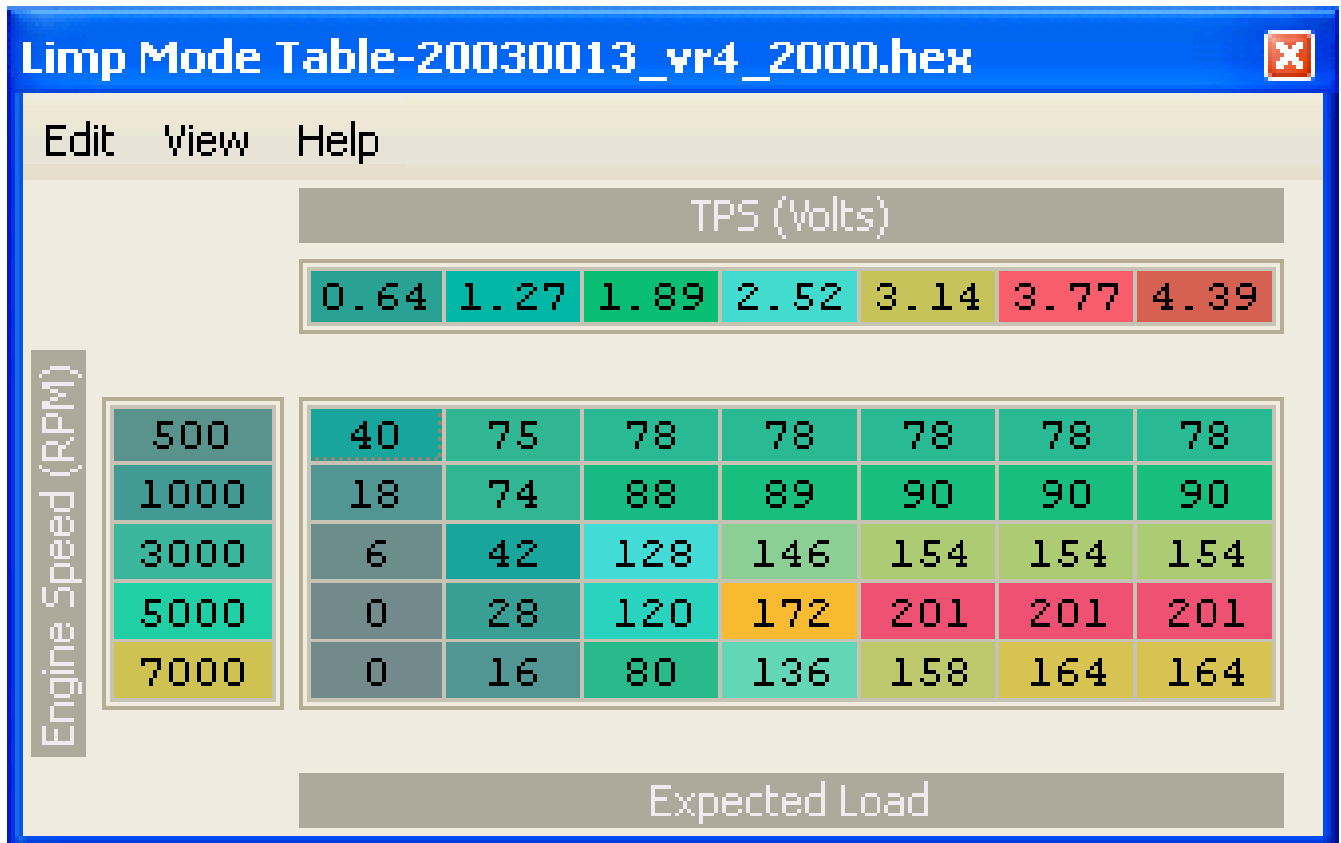 Limp Mode Table-20030013_vr4_2000.hex
Edit View Help
TPS (Volts)
0.64 1.27 1.89 2.52 3.14 3.77 4.39
Engine Speed (RPM)
500 40 75 78 78 78 78 78
1000 18 74 88 89 90 90 90
3000 6 42 128 146 154 154 154
5000 0 28 120 172 201 201 201
7000 0 16 80 136 158 164 164
Expected Load